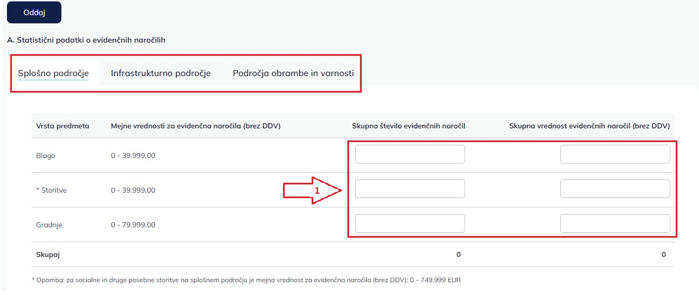 Oddaj
A. Statistični podatki o evidenčnih naročilih
Splošno področje Infrastrukturno področje Področja obrambe in varnosti
Vrsta predmeta Mejne vrednosti za evidenčna naročila (brez DDV) Skupno število evidenčnih naročil Skupna vrednost evidenčnih naročil (brez DDV)
Blago 0 - 39.999,00
1
* Storitve 0 - 39.999,00
Gradnje 0 - 79.999,00
Skupaj 0 0
* Opomba: za socialne in druge posebne storitve na splošnem področju je mejna vrednost za evidenčna naročila (brez DDV): 0 – 749.999 EUR